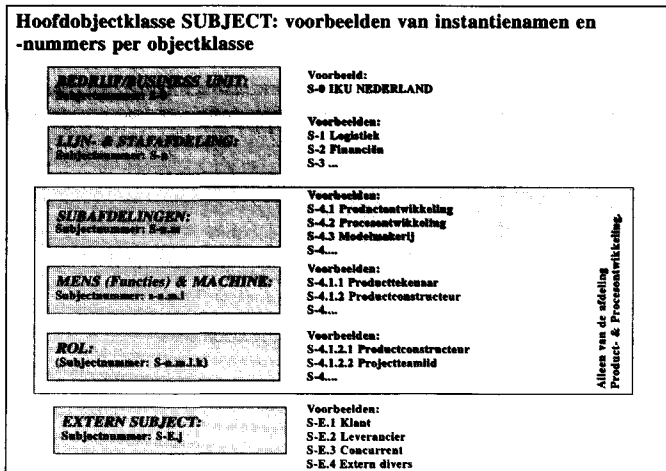 Hoofdobjectklasse SUBJECT: voorbeelden van instantienamen en
-nummers per objectklasse
BEDRIJF/BUSINESS UNIT:
Subjectnummer: S-0
Voorbeeld:
S-0 IKU NEDERLAND
LIJN- & STAFAFDELING:
Subjectnummer: S-n
Voorbeelden:
S-1 Logistiek
S-2 Financiën
S-3 ...
SUBAFDELINGEN:
Subjectnummer: S-n.m
Voorbeelden:
S-4.1 Productontwikkeling
S-4.2 Procesontwikkeling
S-4.3 Modelmakerij
S-4....
MENS (Functies) & MACHINE:
Subjectnummer: s-n.m.l
Voorbeelden:
S-4.1.1 Producttekenaar
S-4.1.2 Productconstructeur
S-4....
ROL:
(Subjectnummer: S-n.m.l.k)
Voorbeelden:
S-4.1.2.1 Productconstructeur
S-4.1.2.2 Projectteamlid
S-4....
Alleen van de afdeling
Product- & Procesontwikkeling.
EXTERN SUBJECT:
Subjectnummer: S-E.j
Voorbeelden:
S-E.1 Klant
S-E.2 Leverancier
S-E.3 Concurrent
S-E.4 Extern divers